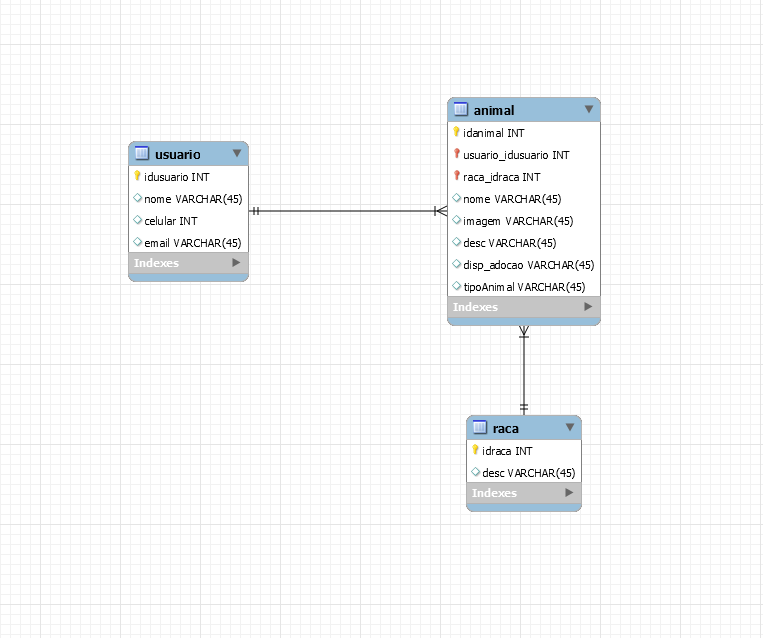 usuario
idusuario INT
nome VARCHAR(45)
celular INT
email VARCHAR(45)
Indexes
animal
idanimal INT
usuario_idusuario INT
raca_idraca INT
nome VARCHAR(45)
imagem VARCHAR(45)
desc VARCHAR(45)
disp_adocao VARCHAR(45)
tipoAnimal VARCHAR(45)
Indexes
raca
idraca INT
desc VARCHAR(45)
Indexes